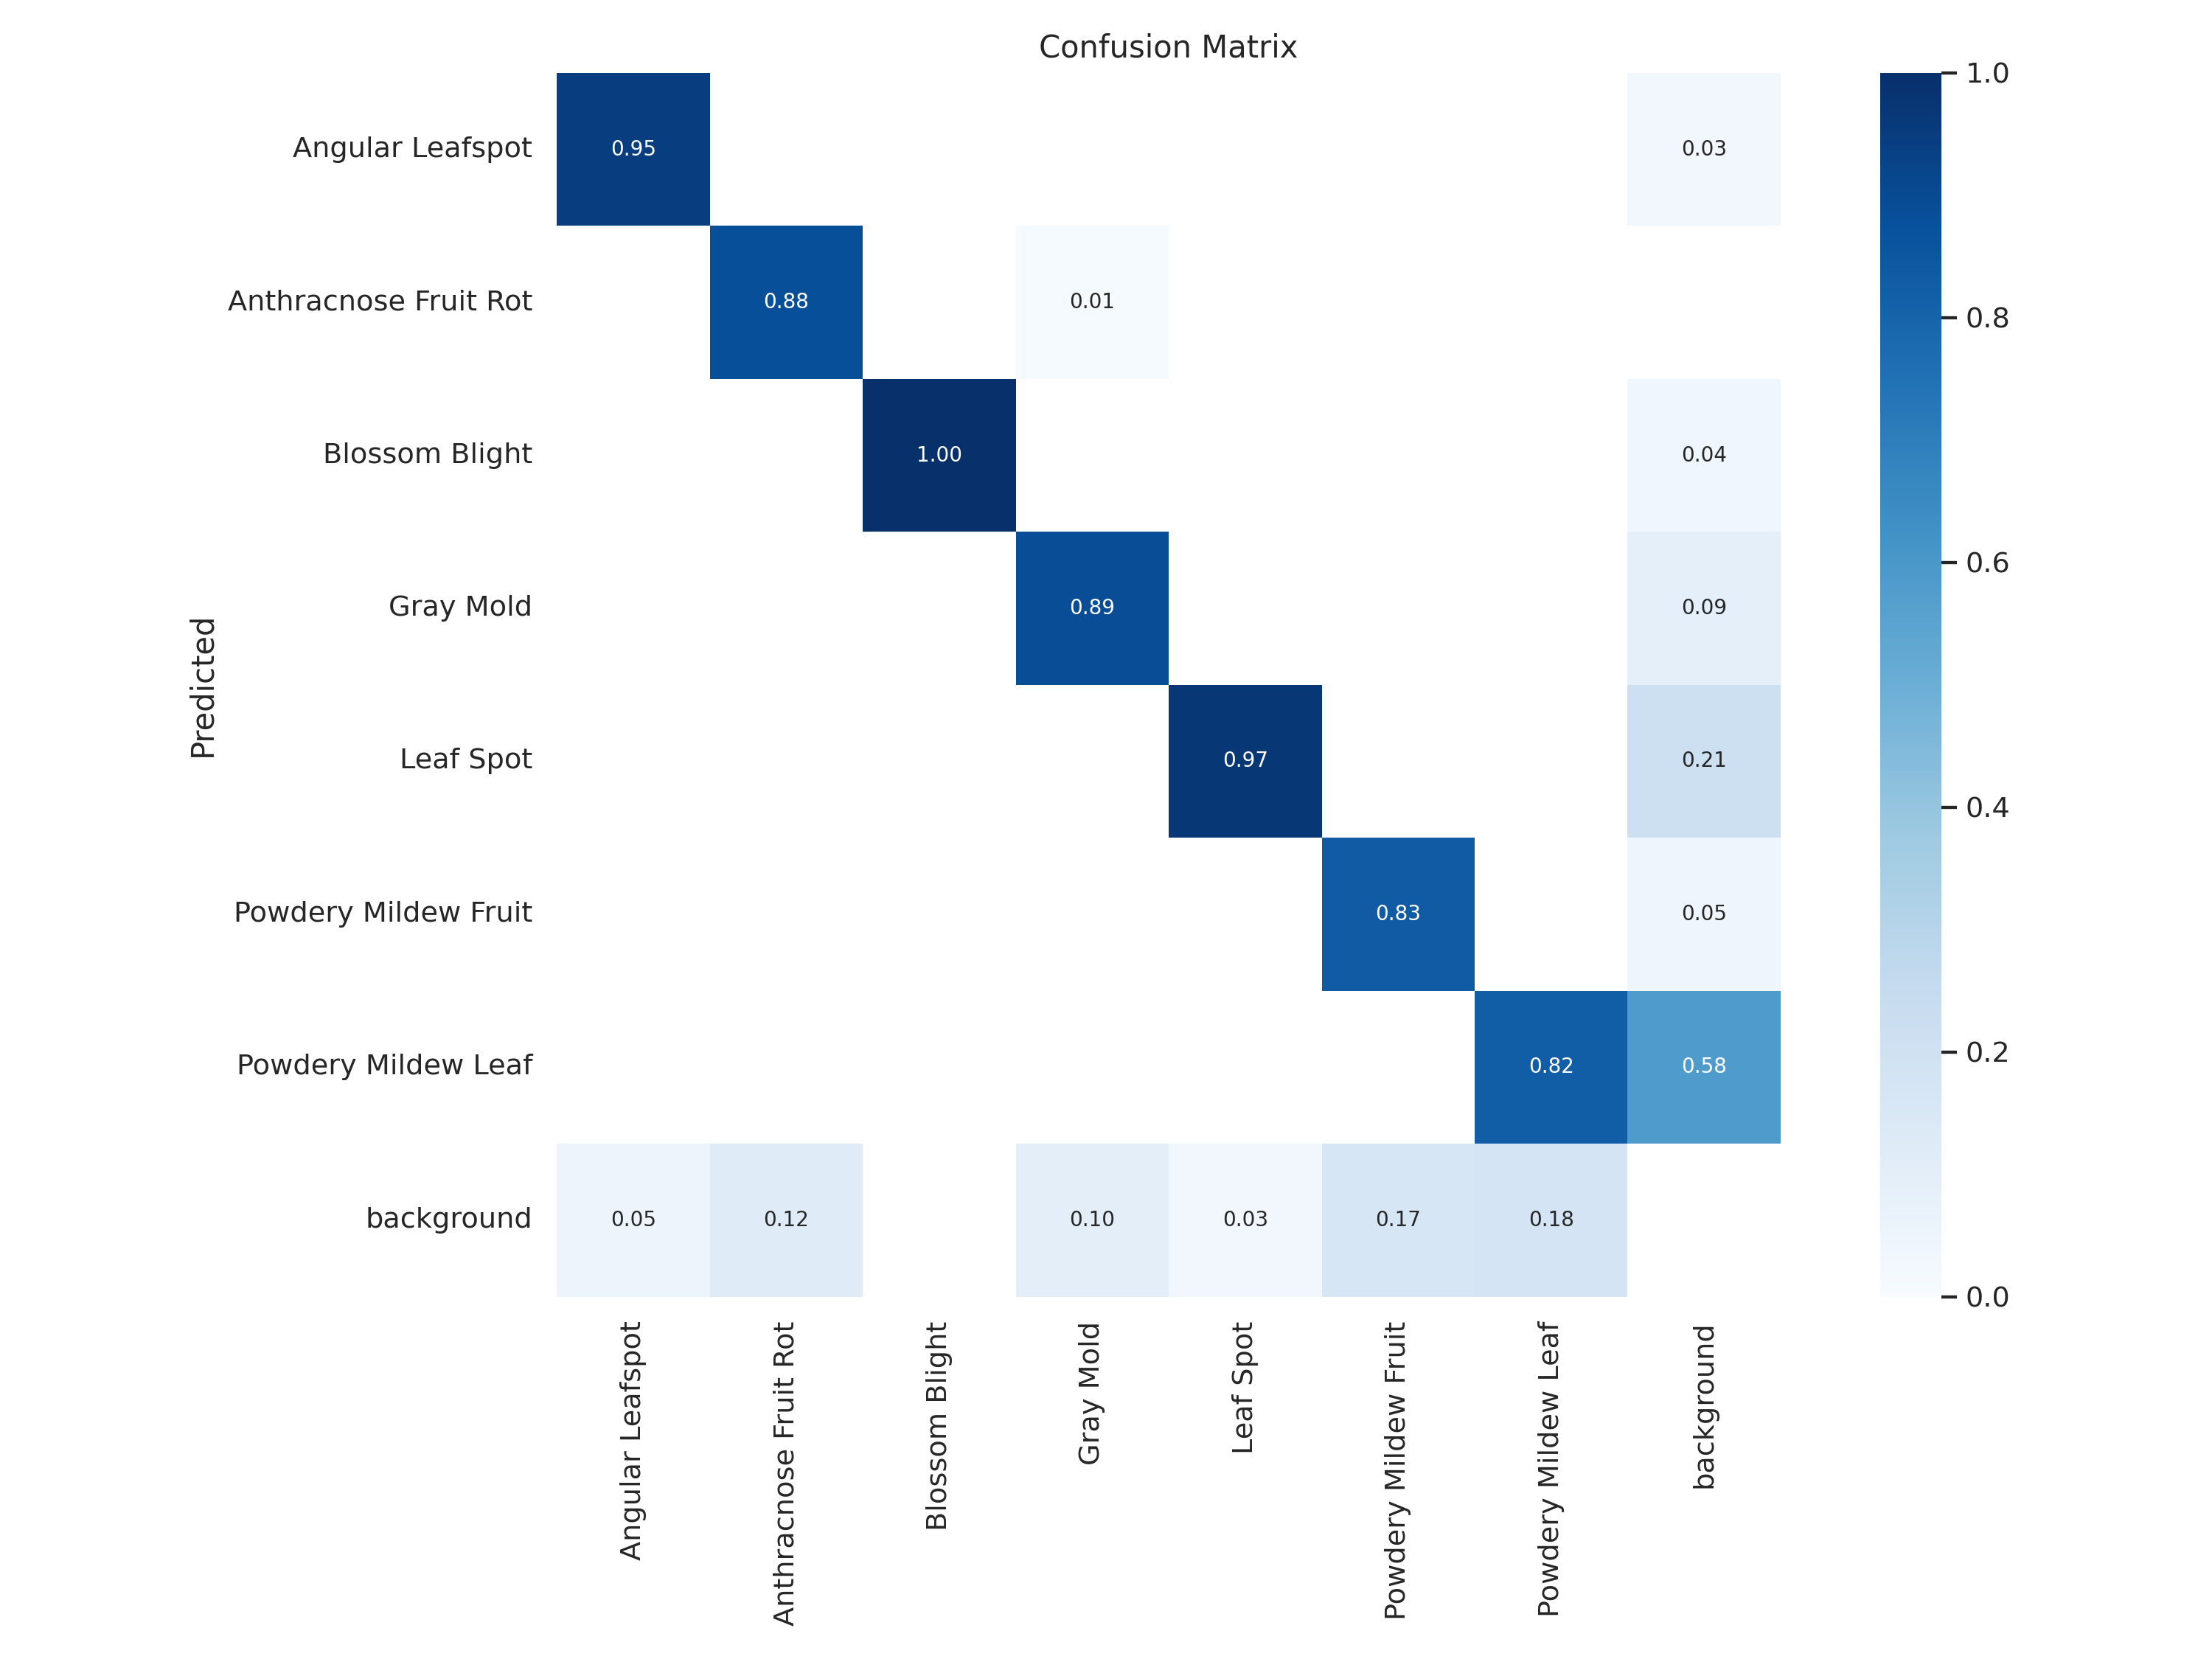 Confusion Matrix
Angular Leafspot 0.95 0.03
Anthracnose Fruit Rot 0.88 0.01
Blossom Blight 1.00 0.04
Gray Mold 0.89 0.09
Leaf Spot 0.97 0.21
Powdery Mildew Fruit 0.83 0.05
Powdery Mildew Leaf 0.82 0.58
background 0.05 0.12 0.10 0.03 0.17 0.18
Predicted
Angular Leafspot
Anthracnose Fruit Rot
Blossom Blight
Gray Mold
Leaf Spot
Powdery Mildew Fruit
Powdery Mildew Leaf
background
1.0
0.8
0.6
0.4
0.2
0.0